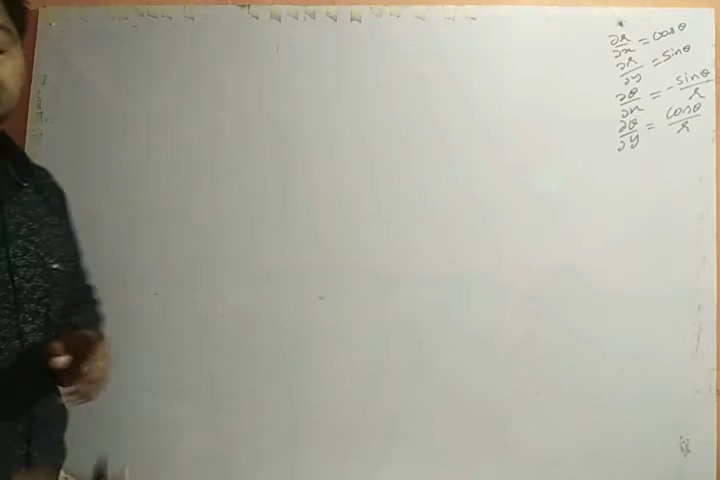 ∂r/∂x = cosθ
∂r/∂y = sinθ
∂θ/∂x = -sinθ/r
∂θ/∂y = cosθ/r